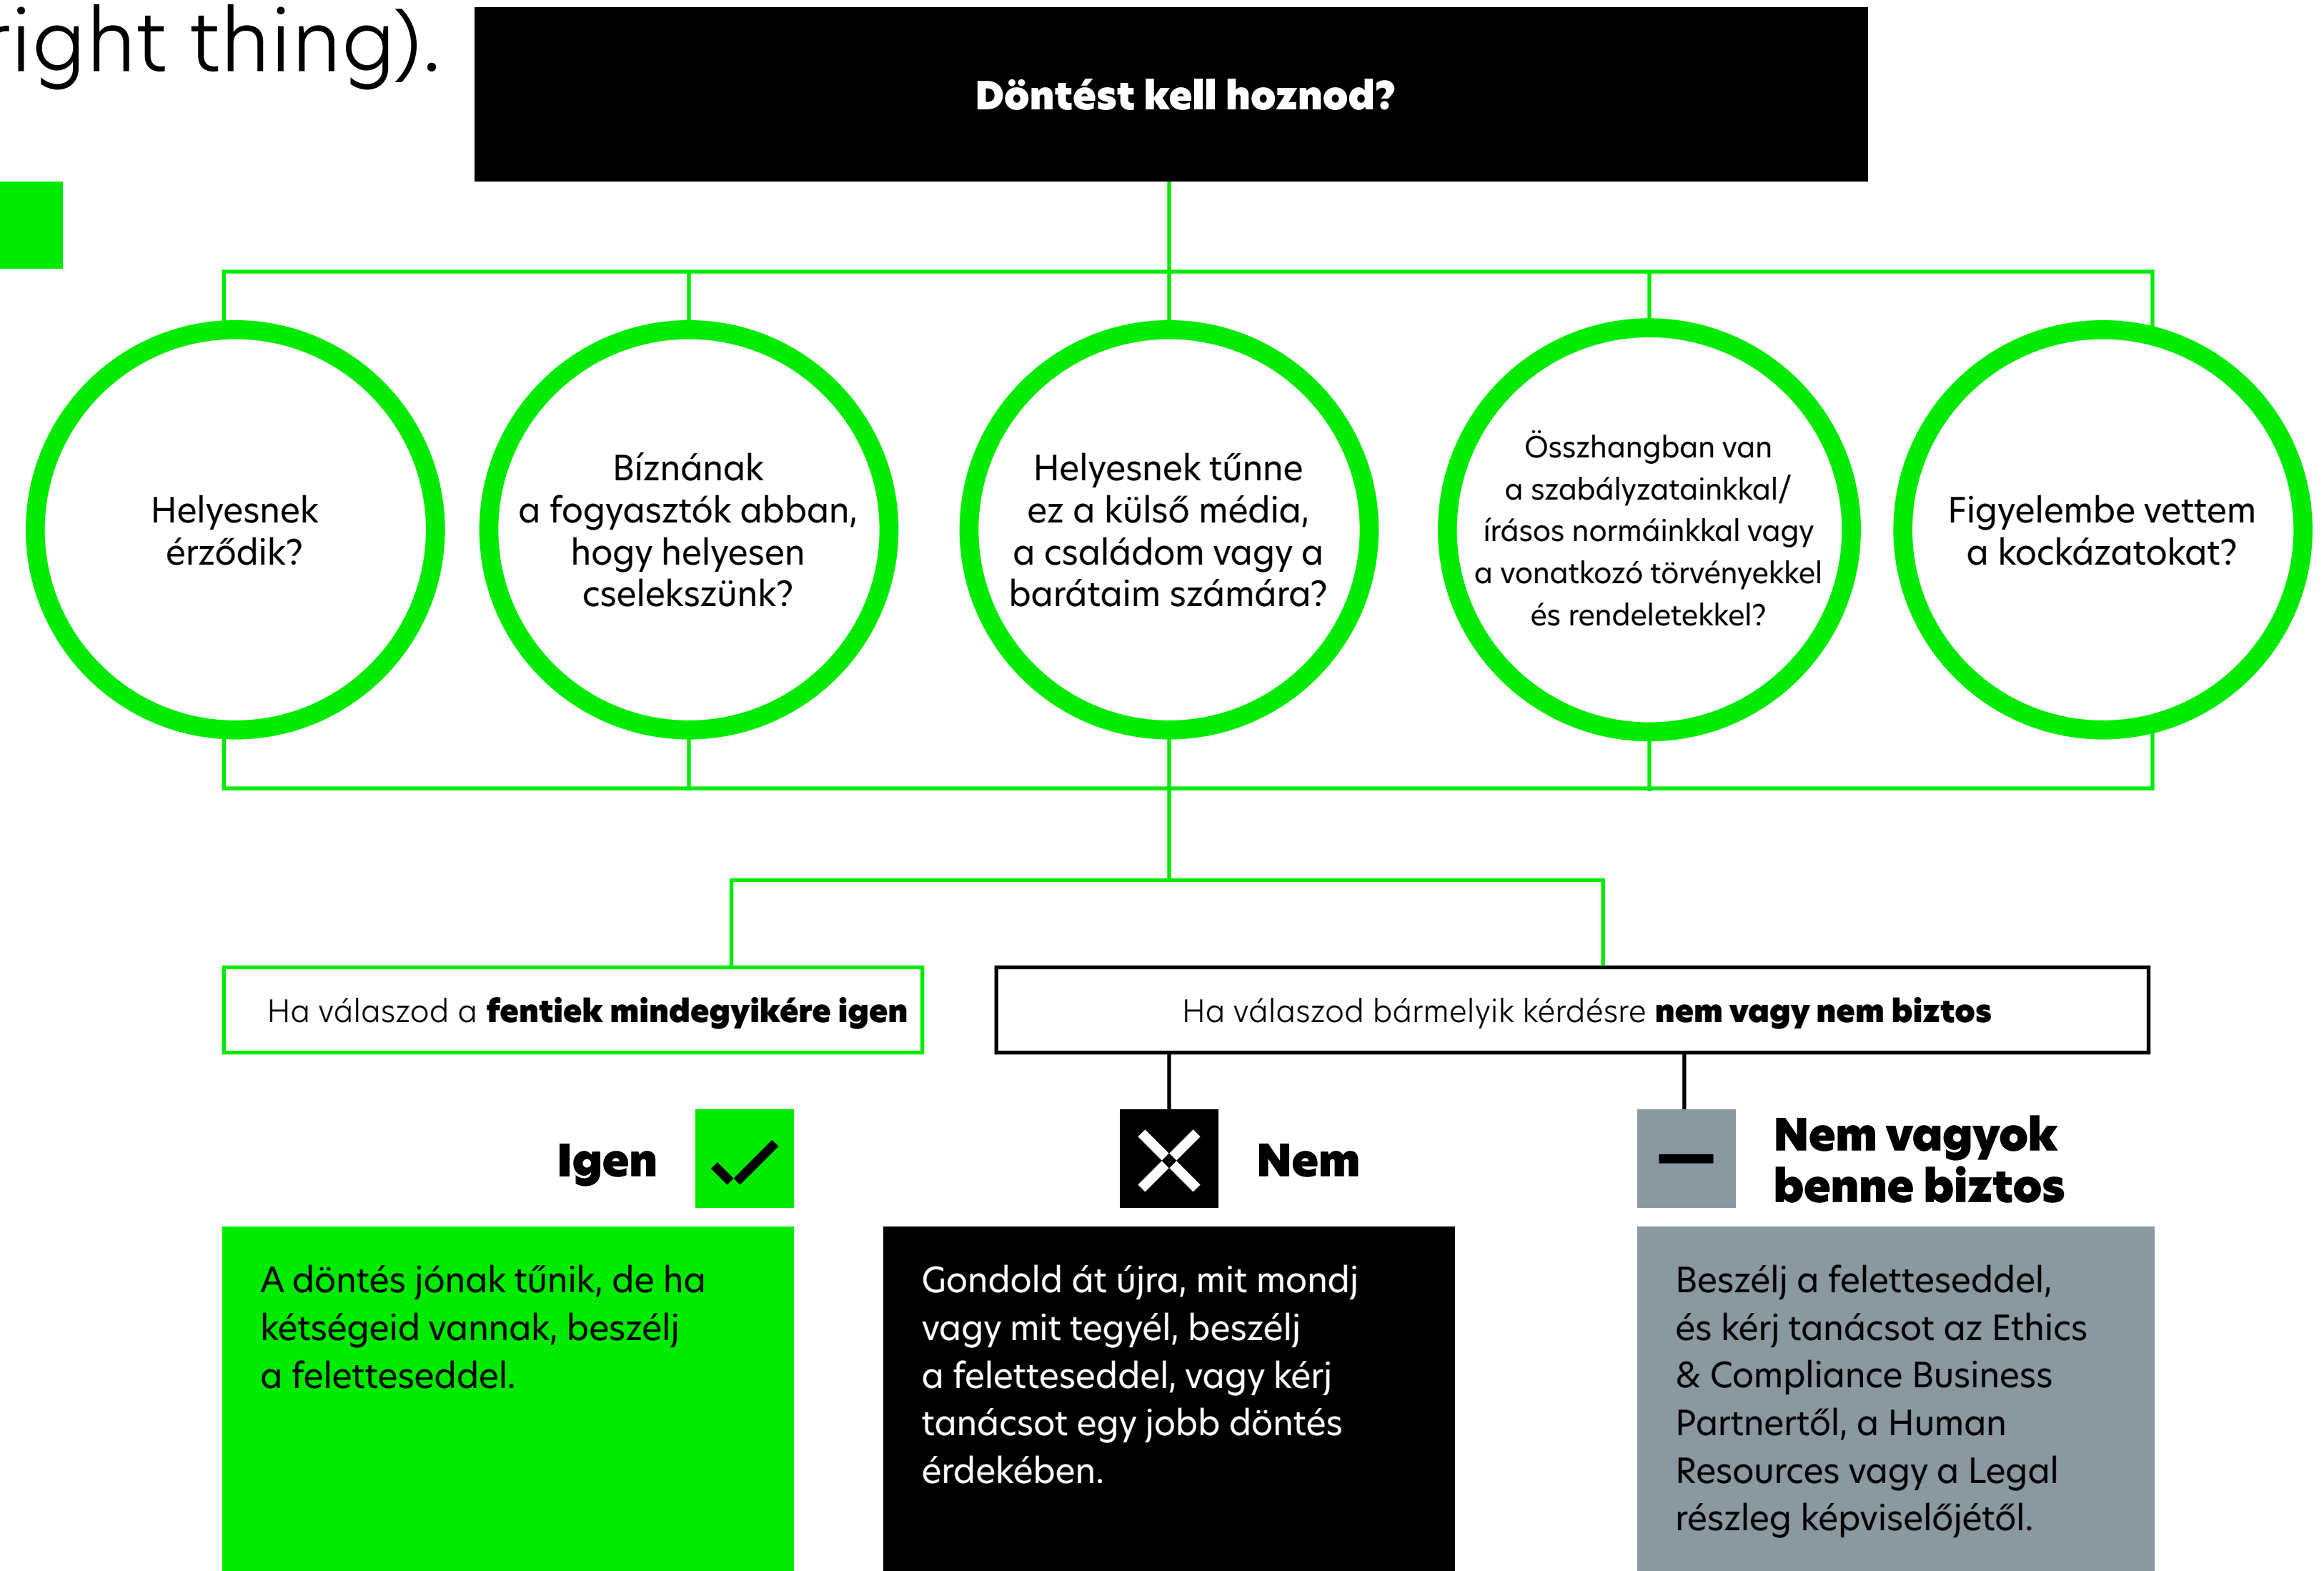 right thing).
Döntést kell hoznod?
Helyesnek
érződik?
Bíznának
a fogyasztók abban,
hogy helyesen
cselekszünk?
Helyesnek tűnne
ez a külső média,
a családom vagy a
barátaim számára?
Összhangban van
a szabályzatainkkal/
írásos normáinkkal vagy
a vonatkozó törvényekkel
és rendeletekkel?
Figyelembe vettem
a kockázatokat?
Ha válaszod a fentiek mindegyikére igen
Ha válaszod bármelyik kérdésre nem vagy nem biztos
Igen
A döntés jónak tűnik, de ha
kétségeid vannak, beszélj
a feletteseddel.
Nem
Gondold át újra, mit mondj
vagy mit tegyél, beszélj
a feletteseddel, vagy kérj
tanácsot egy jobb döntés
érdekében.
Nem vagyok
benne biztos
Beszélj a feletteseddel,
és kérj tanácsot az Ethics
& Compliance Business
Partnertől, a Human
Resources vagy a Legal
részleg képviselőjétől.